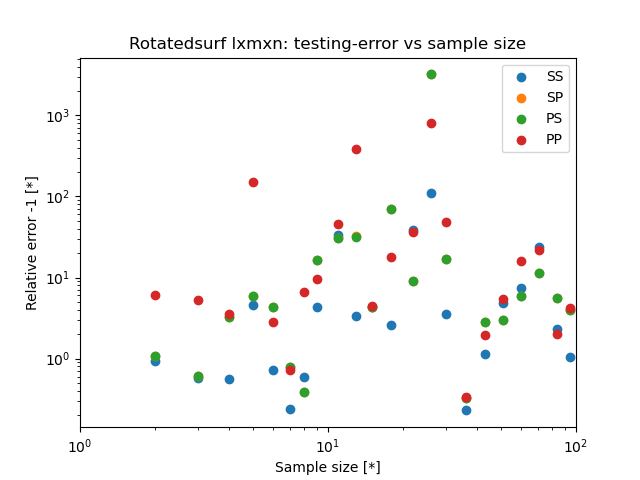 Rotatedsurf lxmxn: testing-error vs sample size
Relative error -1 [*]
10³
10²
10¹
10⁰
SS
SP
PS
PP
10⁰ 10¹ 10²
Sample size [*]